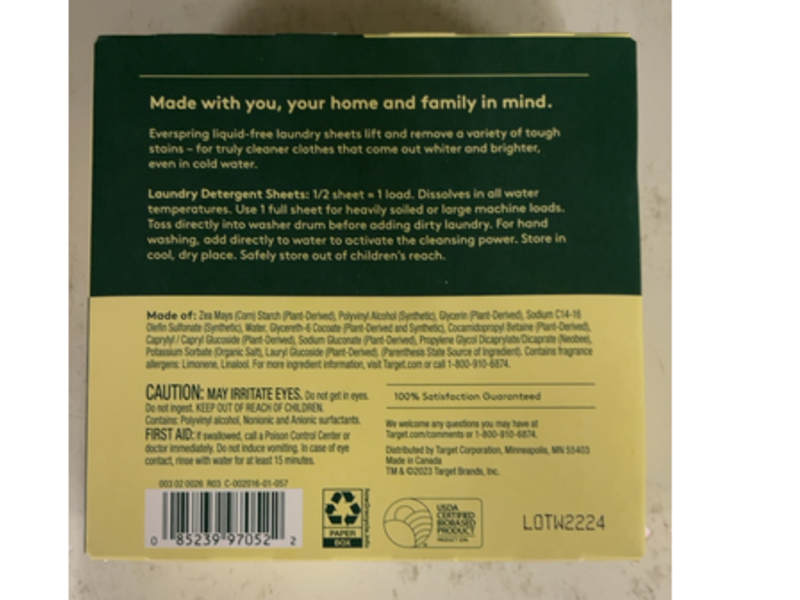 Made with you, your home and family in mind.
Everspring liquid-free laundry sheets lift and remove a variety of tough
stains – for truly cleaner clothes that come out whiter and brighter,
even in cold water.
Laundry Detergent Sheets: 1/2 sheet = 1 load. Dissolves in all water
temperatures. Use 1 full sheet for heavily soiled or large machine loads.
Toss directly into washer drum before adding dirty laundry. For hand
washing, add directly to water to activate the cleansing power. Store in
cool, dry place. Safely store out of children's reach.
Made of: Zea Mays (Corn) Starch (Plant-Derived), Polyvinyl Alcohol (Synthetic), Glycerin (Plant-Derived), Sodium C14-16
Olefin Sulfonate (Synthetic), Water, Glycereth-6 Cocoate (Plant-Derived and Synthetic), Cocamidopropyl Betaine (Plant-Derived),
Caprylyl / Capryl Glucoside (Plant-Derived), Sodium Gluconate (Plant-Derived), Propylene Glycol Dicaprylate/Dicaprate (Neobee),
Potassium Sorbate (Organic Salt), Lauryl Glucoside (Plant-Derived). (Parenthesis State Source of Ingredient). Contains fragrance
allergens: Limonene, Linalool. For more ingredient information, visit Target.com or call 1-800-910-6874.
CAUTION: MAY IRRITATE EYES. Do not get in eyes.
Do not ingest. KEEP OUT OF REACH OF CHILDREN.
Contains: Polyvinyl alcohol, Nonionic and Anionic surfactants.
FIRST AID: If swallowed, call a Poison Control Center or
doctor immediately. Do not induce vomiting. In case of eye
contact, rinse with water for at least 15 minutes.
100% Satisfaction Guaranteed
We welcome any questions you may have at
Target.com/comments or 1-800-910-6874.
Distributed by Target Corporation, Minneapolis, MN 55403
Made in Canada
TM & ©2023 Target Brands, Inc.
003 02 0026 R03 C-002016-01-057
0 85239 97052 2
how2recycle.info
PAPER
BOX
USDA
CERTIFIED
BIOBASED
PRODUCT
LOTW2224